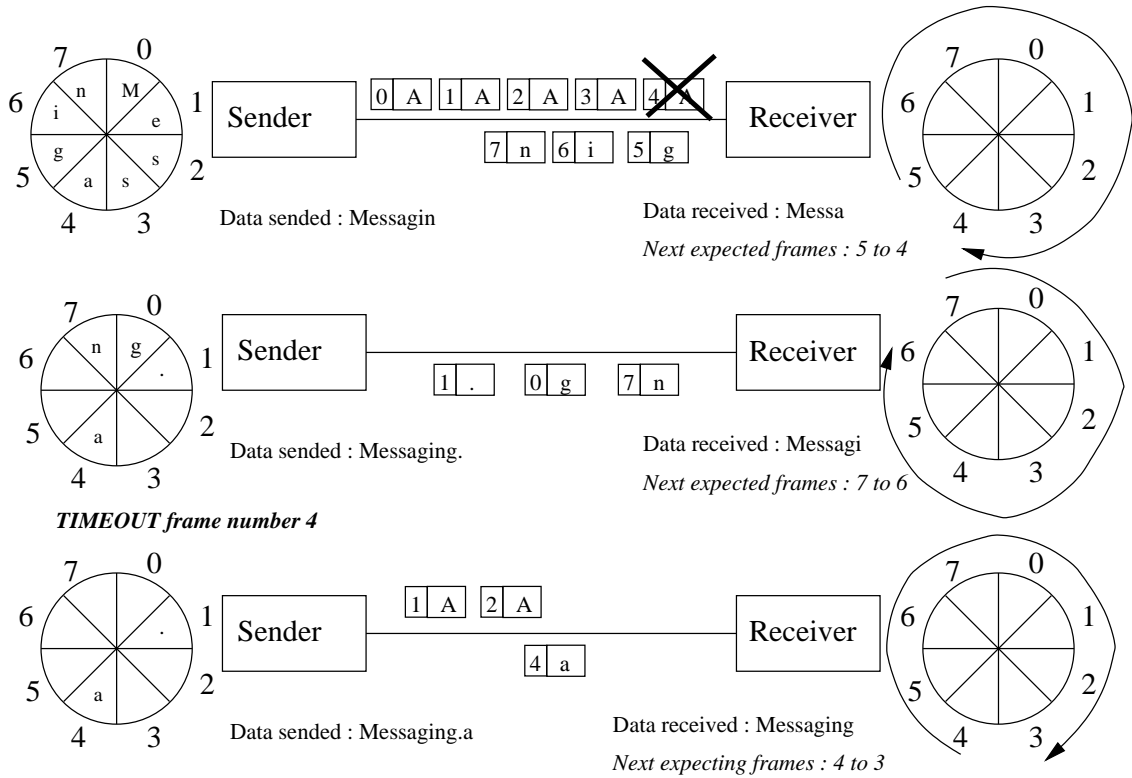 7 0
6 n M 1
i e
g s
5 a s 2
4 3
Sender
0 A 1 A 2 A 3 A 4 A
7 n 6 i 5 g
Receiver
7 0
6 1
5 2
4 3
Data sended : Messagin
Data received : Messa
Next expected frames : 5 to 4
7 0
6 n g 1
.
5 a 2
4 3
Sender
1 . 0 g 7 n
Receiver
7 0
6 1
5 2
4 3
Data sended : Messaging.
Data received : Messagi
Next expected frames : 7 to 6
TIMEOUT frame number 4
7 0
6 . 1
5 a 2
4 3
Sender
1 A 2 A
4 a
Receiver
7 0
6 1
5 2
4 3
Data sended : Messaging.a
Data received : Messaging
Next expecting frames : 4 to 3